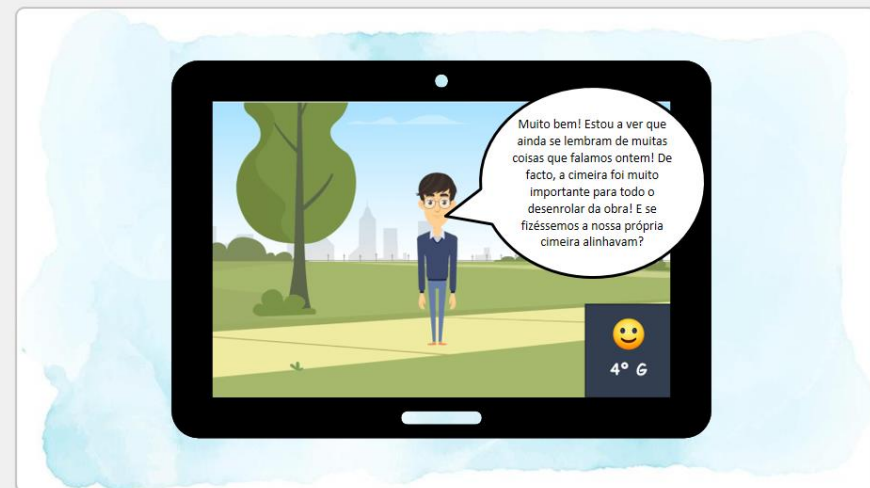 Muito bem! Estou a ver que
ainda se lembram de muitas
coisas que falamos ontem! De
facto, a cimeira foi muito
importante para todo o
desenrolar da obra! E se
fizéssemos a nossa própria
cimeira alinhavam?
4º G